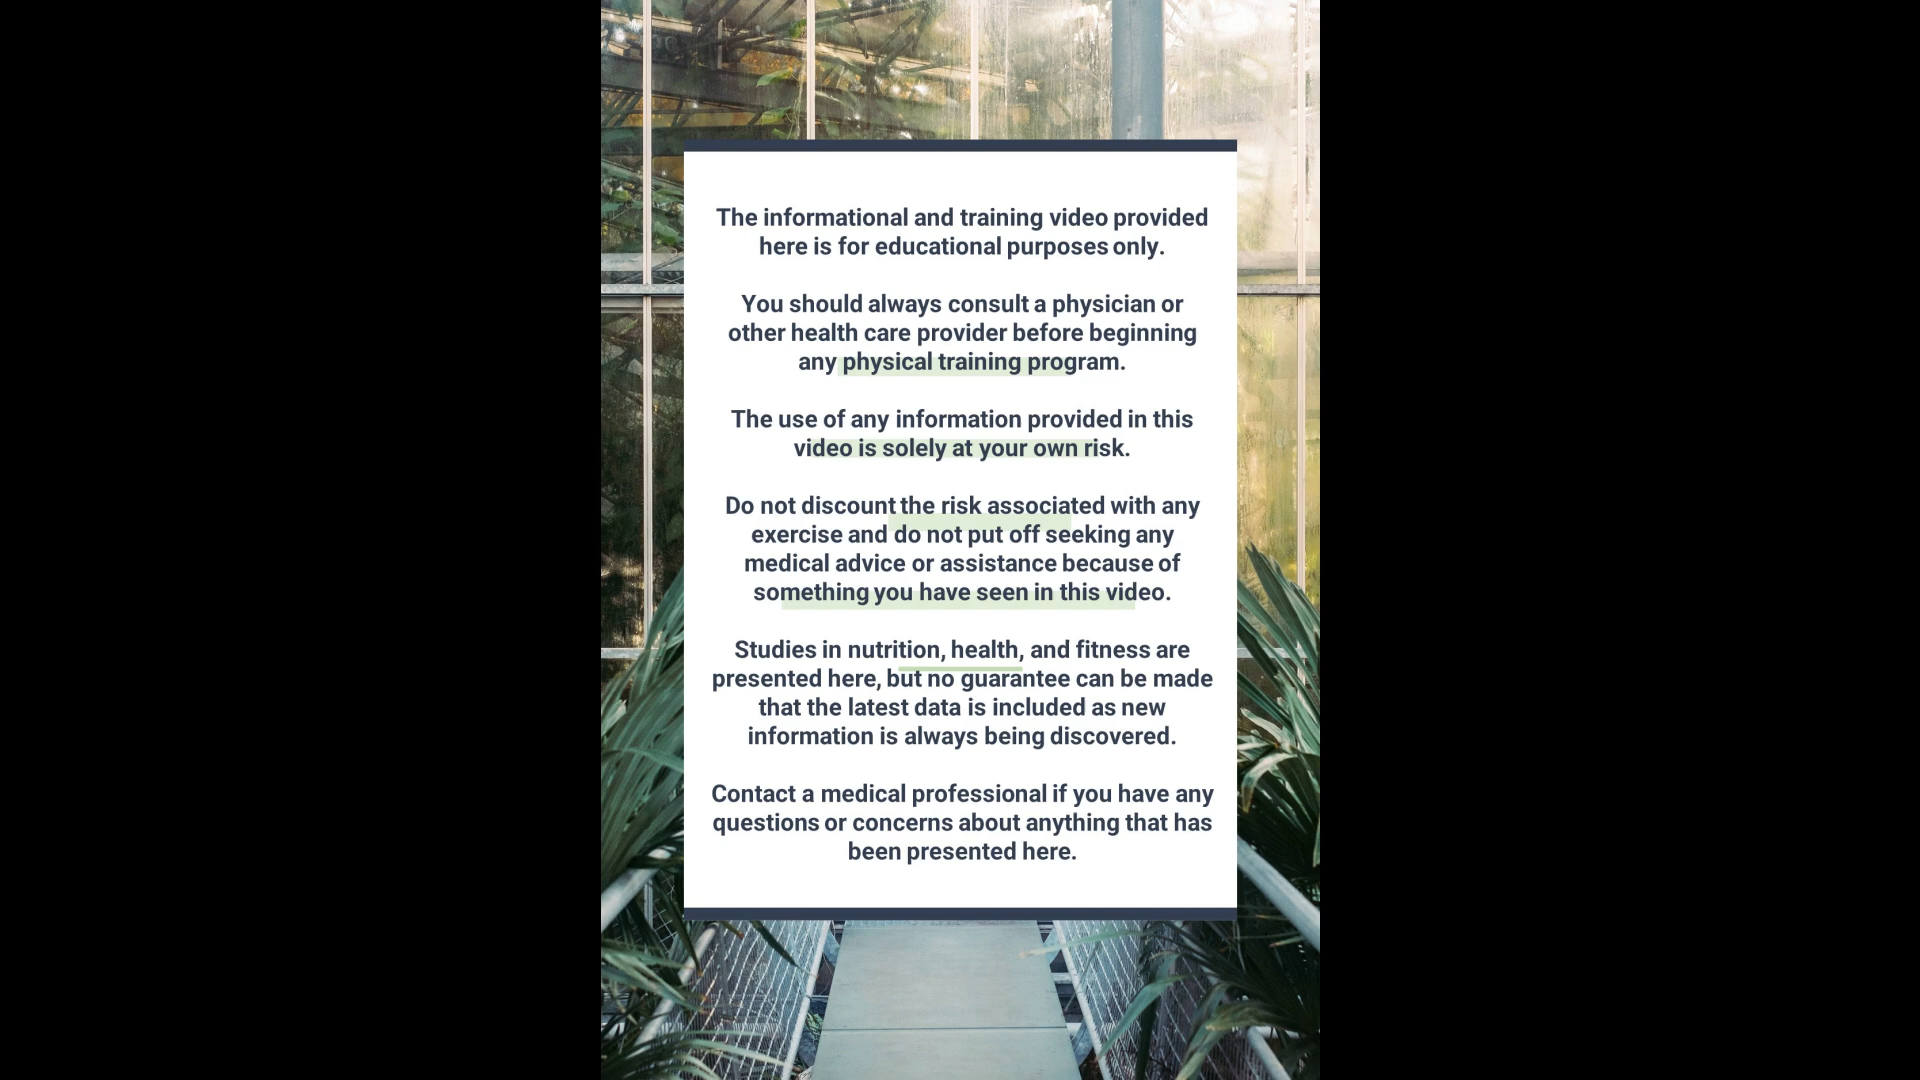 The informational and training video provided
here is for educational purposes only.
You should always consult a physician or
other health care provider before beginning
any physical training program.
The use of any information provided in this
video is solely at your own risk.
Do not discount the risk associated with any
exercise and do not put off seeking any
medical advice or assistance because of
something you have seen in this video.
Studies in nutrition, health, and fitness are
presented here, but no guarantee can be made
that the latest data is included as new
information is always being discovered.
Contact a medical professional if you have any
questions or concerns about anything that has
been presented here.